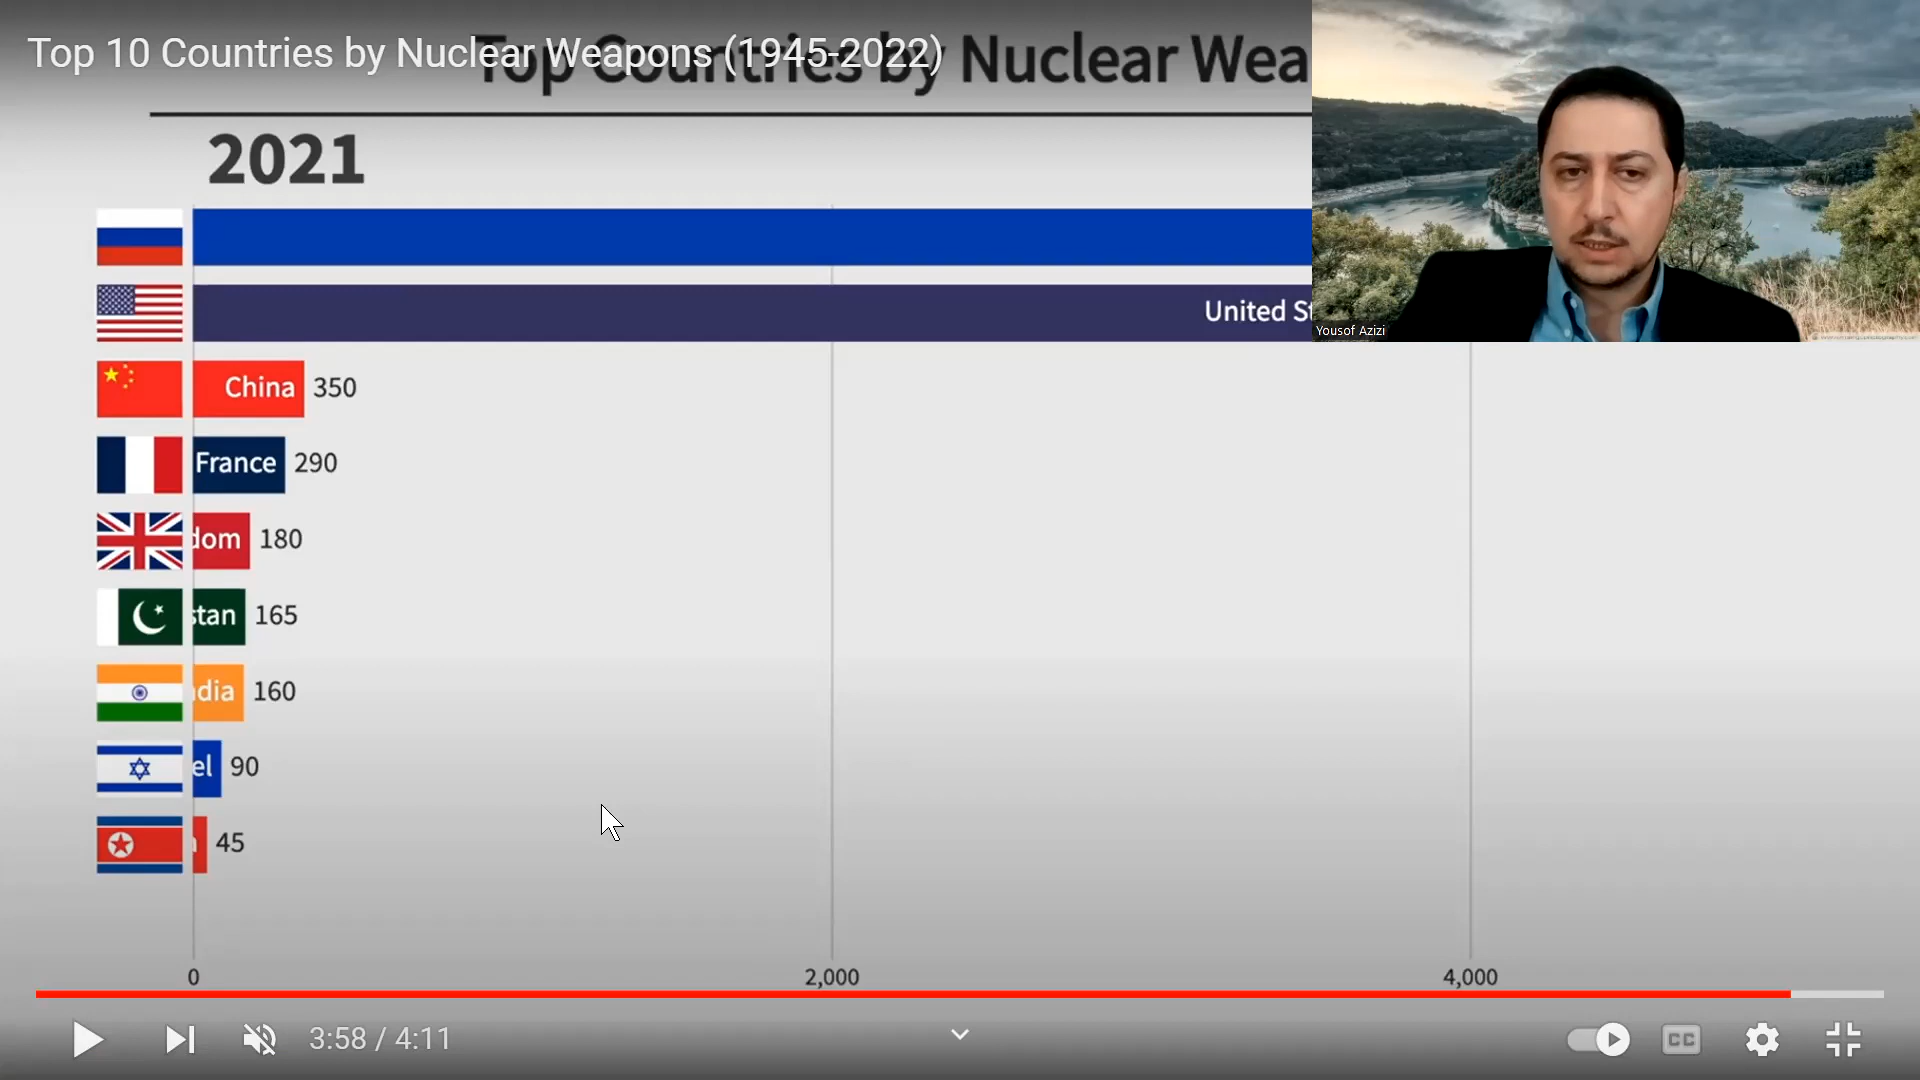 Top 10 Countries by Nuclear Weapons (1945-2022)
Top Countries by Nuclear Wea
2021
United St
China 350
France 290
dom 180
stan 165
dia 160
el 90
45
0 2,000 4,000
3:58 / 4:11
CC
Yousof Azizi